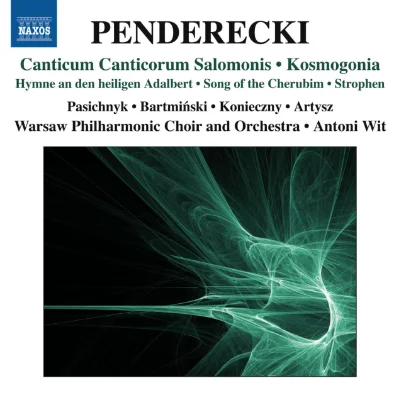 NAXOS
PENDERECKI
Canticum Canticorum Salomonis • Kosmogonia
Hymne an den heiligen Adalbert • Song of the Cherubim • Strophen
Pasichnyk • Bartmiński • Konieczny • Artysz
Warsaw Philharmonic Choir and Orchestra • Antoni Wit